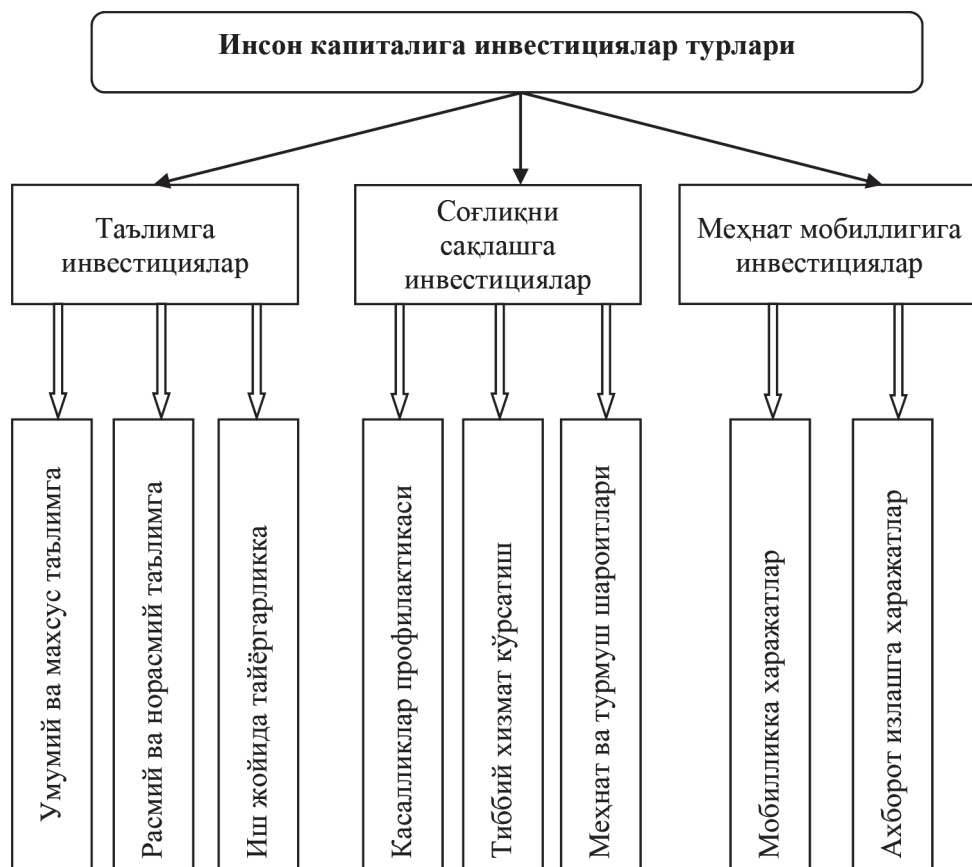 Инсон капиталига инвестициялар турлари
Таълимга
инвестициялар
Соғлиқни
сақлашга
инвестициялар
Меҳнат мобиллигига
инвестициялар
Умумий ва махсус таълимга
Расмий ва норасмий таълимга
Иш жойида тайёргарликка
Касалликлар профилактикаси
Тиббий хизмат кўрсатиш
Меҳнат ва турмуш шароитлари
Мобилликка харажатлар
Ахборот излашга харажатлар